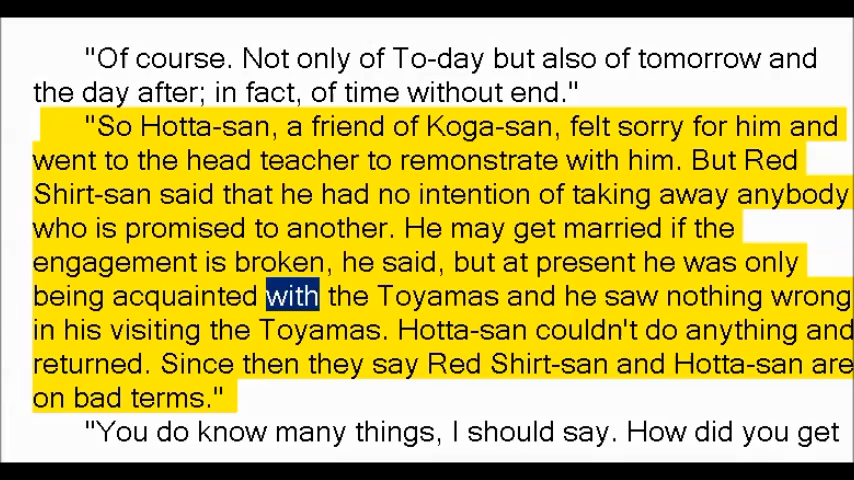 "Of course. Not only of To-day but also of tomorrow and
the day after; in fact, of time without end."
"So Hotta-san, a friend of Koga-san, felt sorry for him and
went to the head teacher to remonstrate with him. But Red
Shirt-san said that he had no intention of taking away anybody
who is promised to another. He may get married if the
engagement is broken, he said, but at present he was only
being acquainted with the Toyamas and he saw nothing wrong
in his visiting the Toyamas. Hotta-san couldn't do anything and
returned. Since then they say Red Shirt-san and Hotta-san are
on bad terms."
"You do know many things, I should say. How did you get